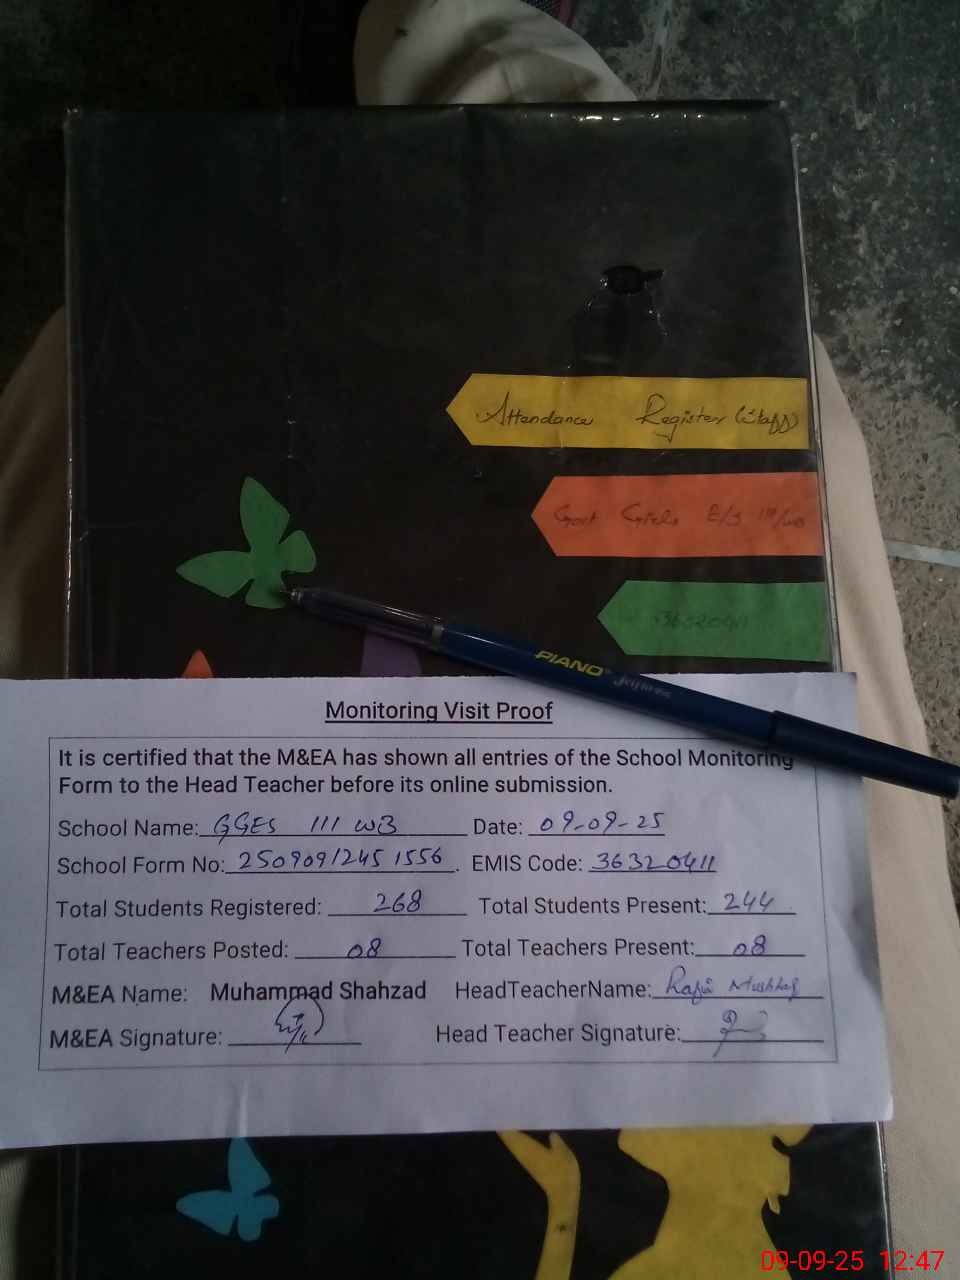 Attendance Register (Staff)
Govt Girls E/S 111/WB
36320411
PIANO
Monitoring Visit Proof
It is certified that the M&EA has shown all entries of the School Monitoring
Form to the Head Teacher before its online submission.
School Name: GGES 111 WB Date: 09-09-25
School Form No: 2509091245 1556. EMIS Code: 36320411
Total Students Registered: 268 Total Students Present: 244
Total Teachers Posted: 08 Total Teachers Present: 08
M&EA Name: Muhammad Shahzad HeadTeacherName: Mushtaq
M&EA Signature: Head Teacher Signature:
09-09-25 12:47